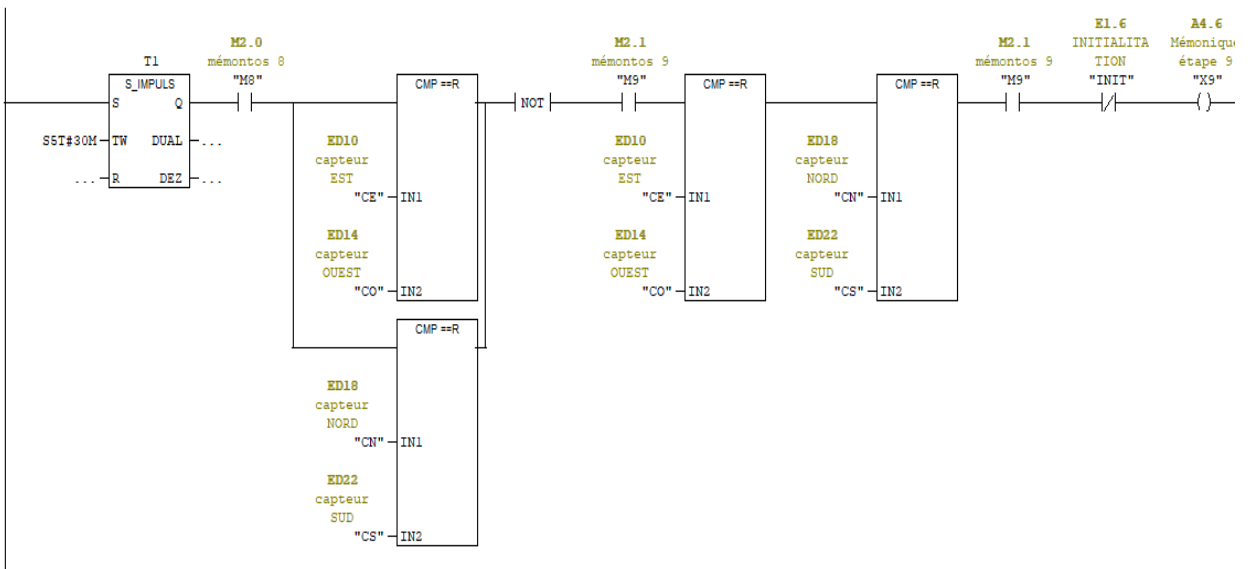 T1
S_IMPULS
S Q
S5T#30M TW DUAL ...
... R DEZ ...
M2.0
mémontos 8
"M8"
CMP ==R
ED10
capteur
EST
"CE" IN1
ED14
capteur
OUEST
"CO" IN2
CMP ==R
ED18
capteur
NORD
"CN" IN1
ED22
capteur
SUD
"CS" IN2
NOT
M2.1
mémontos 9
"M9"
CMP ==R
ED10
capteur
EST
"CE" IN1
ED14
capteur
OUEST
"CO" IN2
CMP ==R
ED18
capteur
NORD
"CN" IN1
ED22
capteur
SUD
"CS" IN2
M2.1
mémontos 9
"M9"
E1.6
INITIALITA
TION
"INIT"
A4.6
Mémonique
étape 9
"X9"